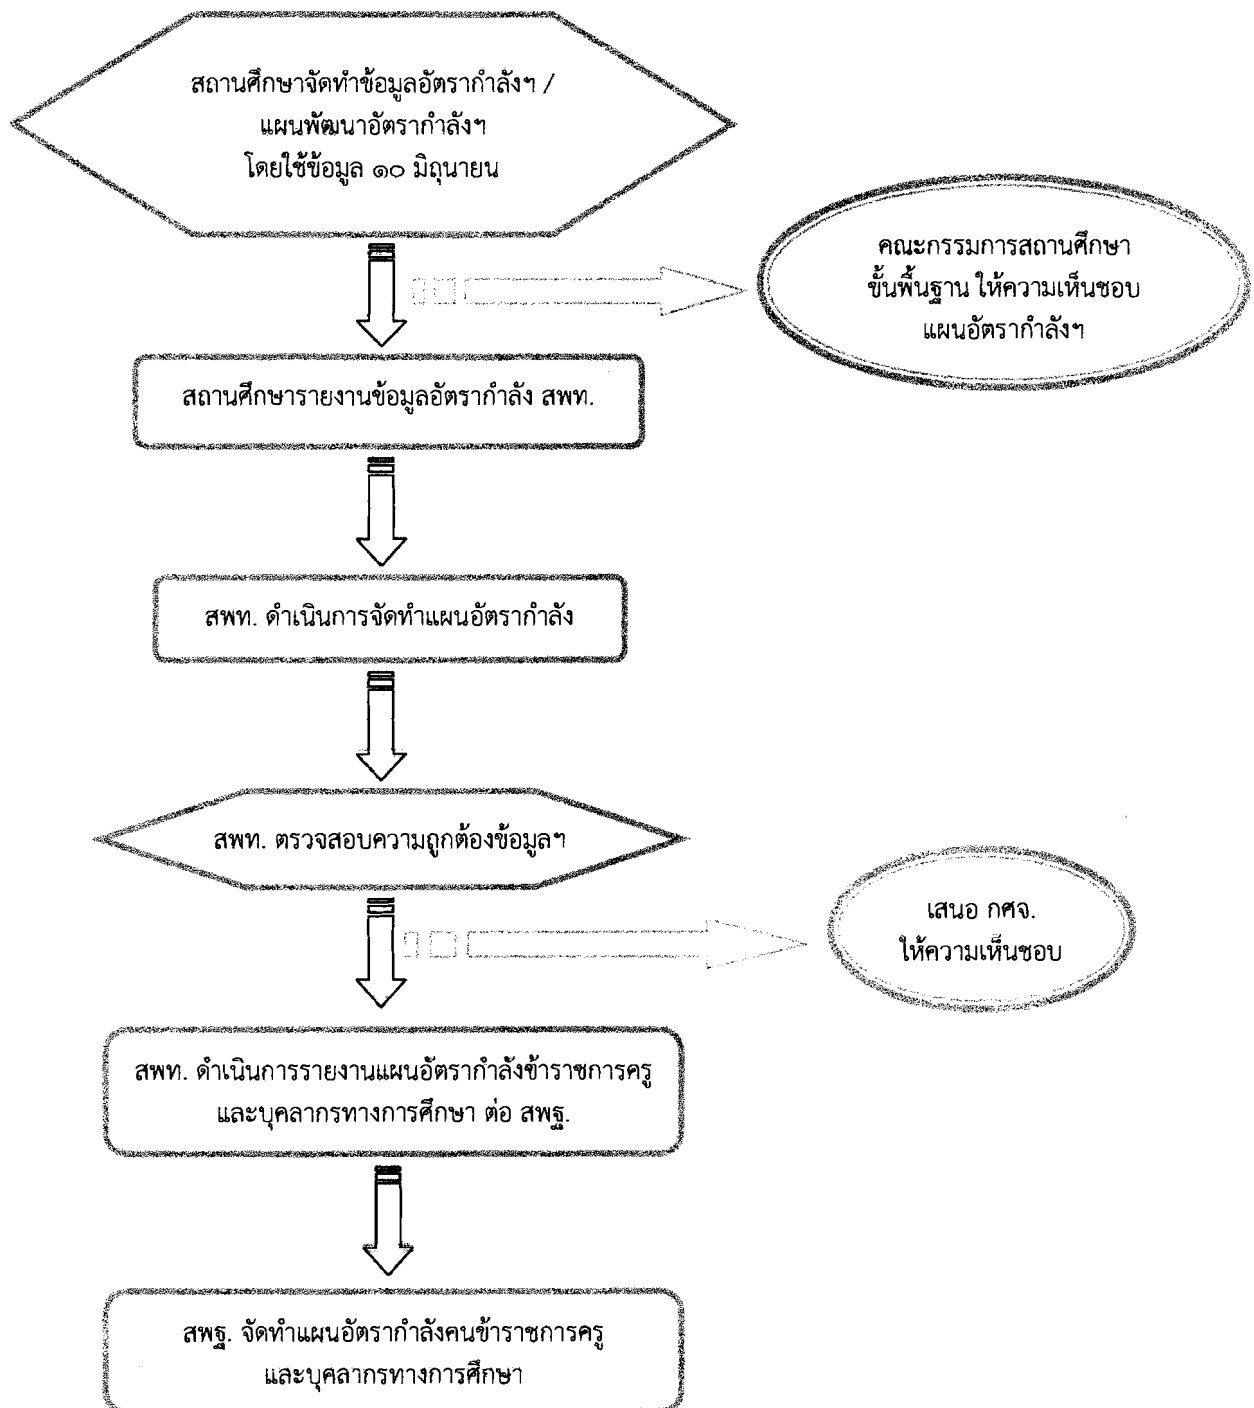 สถานศึกษาจัดทำข้อมูลอัตรากำลังฯ /
แผนพัฒนาอัตรากำลังฯ
โดยใช้ข้อมูล ๑๐ มิถุนายน
คณะกรรมการสถานศึกษา
ขั้นพื้นฐาน ให้ความเห็นชอบ
แผนอัตรากำลังฯ
สถานศึกษารายงานข้อมูลอัตรากำลัง สพท.
สพท. ดำเนินการจัดทำแผนอัตรากำลัง
สพท. ตรวจสอบความถูกต้องข้อมูลฯ
เสนอ กศจ.
ให้ความเห็นชอบ
สพท. ดำเนินการรายงานแผนอัตรากำลังข้าราชการครู
และบุคลากรทางการศึกษา ต่อ สพฐ.
สพฐ. จัดทำแผนอัตรากำลังคนข้าราชการครู
และบุคลากรทางการศึกษา